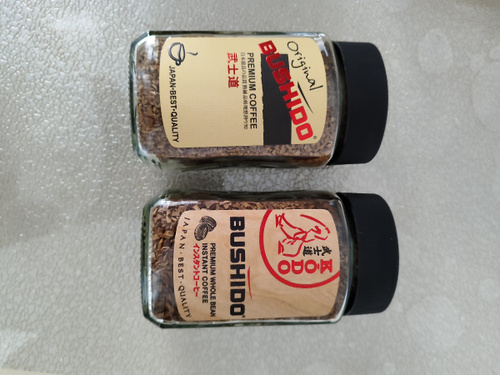 Original
BUSHIDO®
PREMIUM COFFEE
武士道
JAPAN·BEST·QUALITY
武士道
KODO
BUSHIDO®
PREMIUM WHOLE BEAN
INSTANT COFFEE
インスタントコーヒー
JAPAN·BEST·QUALITY